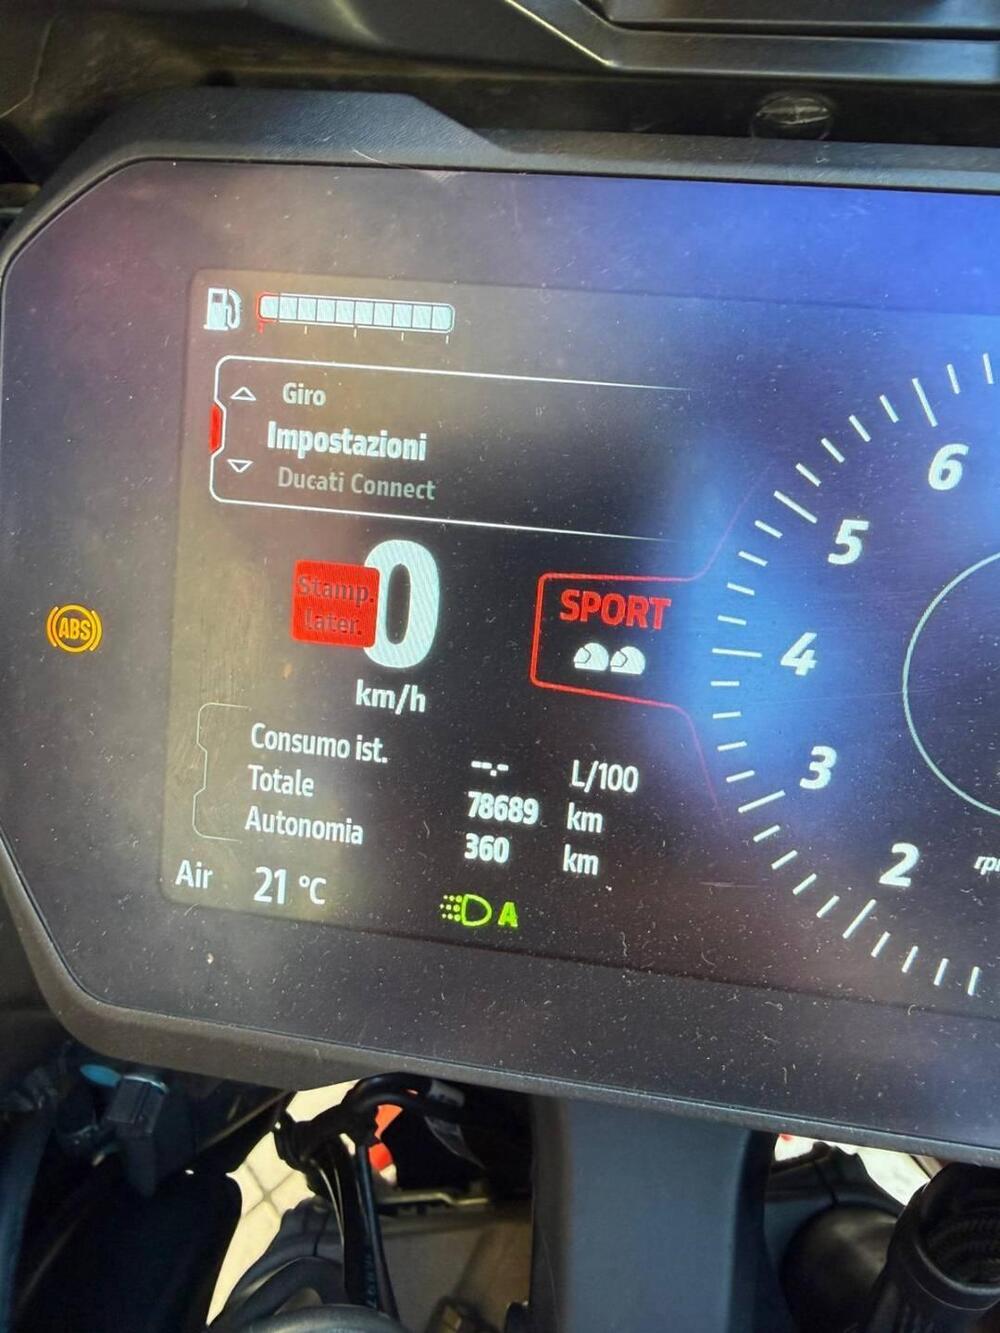 Giro
Impostazioni
Ducati Connect
Stamp.
later.
0
km/h
SPORT
ABS
Consumo ist. --.- L/100
Totale 78689 km
Autonomia 360 km
Air 21 °C
A
6
5
4
3
2